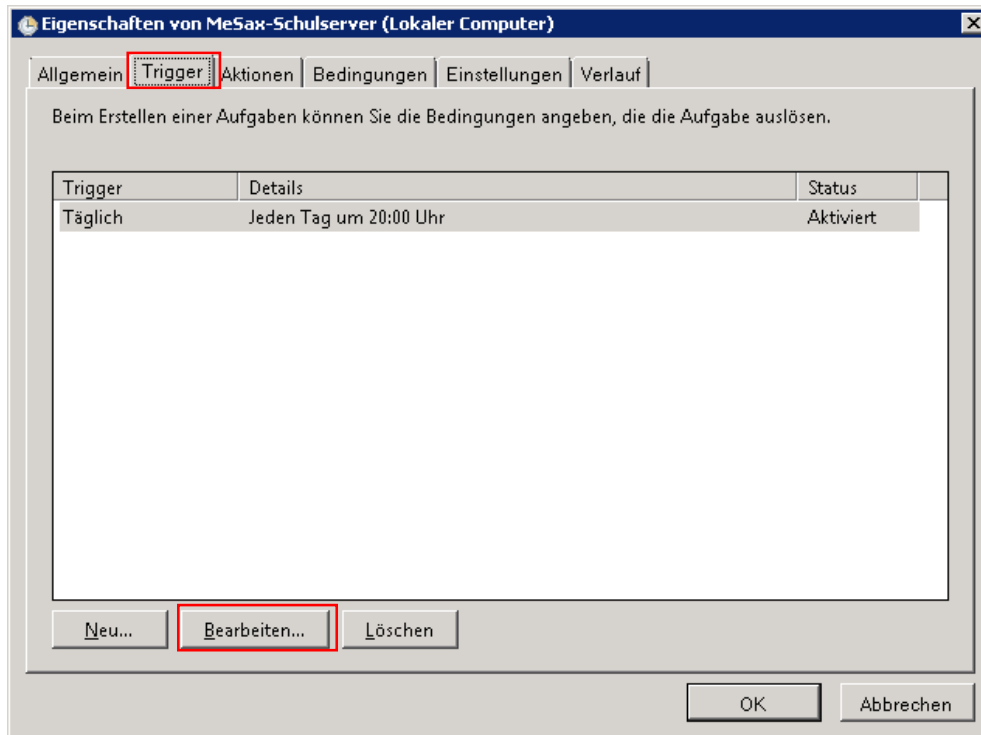 Eigenschaften von MeSax-Schulserver (Lokaler Computer)
Allgemein Trigger Aktionen Bedingungen Einstellungen Verlauf
Beim Erstellen einer Aufgaben können Sie die Bedingungen angeben, die die Aufgabe auslösen.
Trigger Details Status
Täglich Jeden Tag um 20:00 Uhr Aktiviert
Neu... Bearbeiten... Löschen
OK Abbrechen